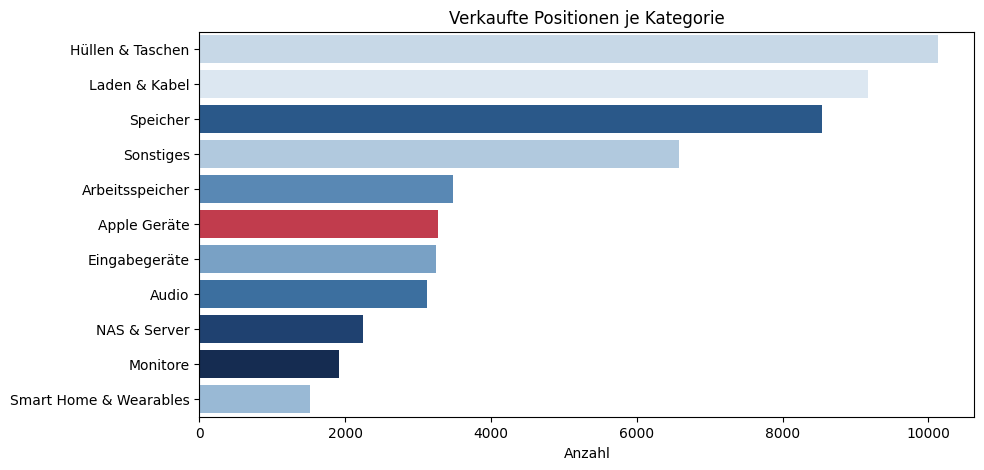 Verkaufte Positionen je Kategorie
Hüllen & Taschen
Laden & Kabel
Speicher
Sonstiges
Arbeitsspeicher
Apple Geräte
Eingabegeräte
Audio
NAS & Server
Monitore
Smart Home & Wearables
0 2000 4000 6000 8000 10000
Anzahl